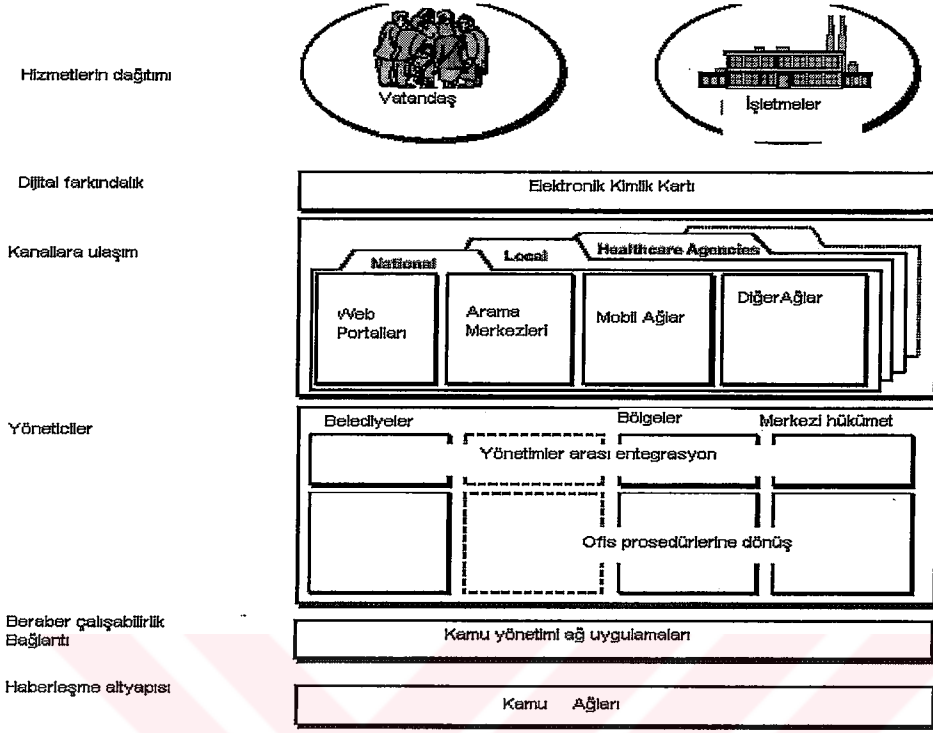 Hizmetlerin dağıtımı
Vatandaş
İşletmeler
Dijital farkındalık
Elektronik Kimlik Kartı
Kanallara ulaşım
National
Local
Healthcare Agencies
Web
Portalları
Arama
Merkezleri
Mobil Ağlar
DiğerAğlar
Yöneticiler
Belediyeler
Bölgeler
Merkezi hükümet
Yönetimler arası entegrasyon
Ofis prosedürlerine dönüş
Beraber çalışabilirlik
Bağlantı
Kamu yönetimi ağ uygulamaları
Haberleşme altyapısı
Kamu Ağları